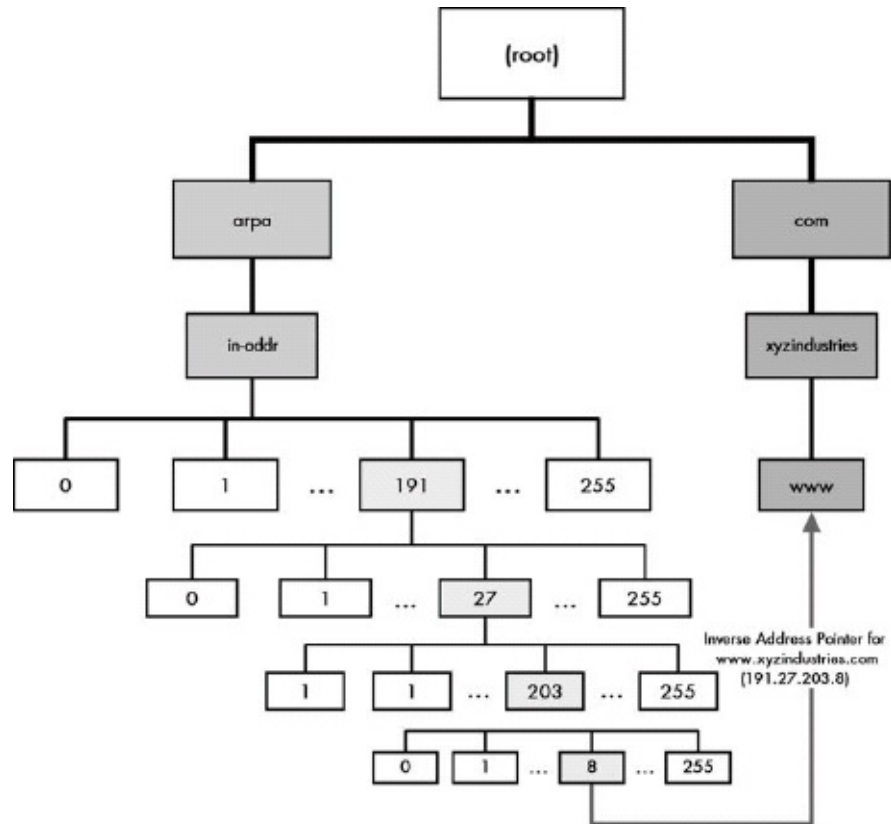 (root)
arpa
com
in-addr
xyzindustries
0 1 ... 191 ... 255
www
0 1 ... 27 ... 255
Inverse Address Pointer for
www.xyzindustries.com
(191.27.203.8)
1 1 ... 203 ... 255
0 1 ... 8 ... 255